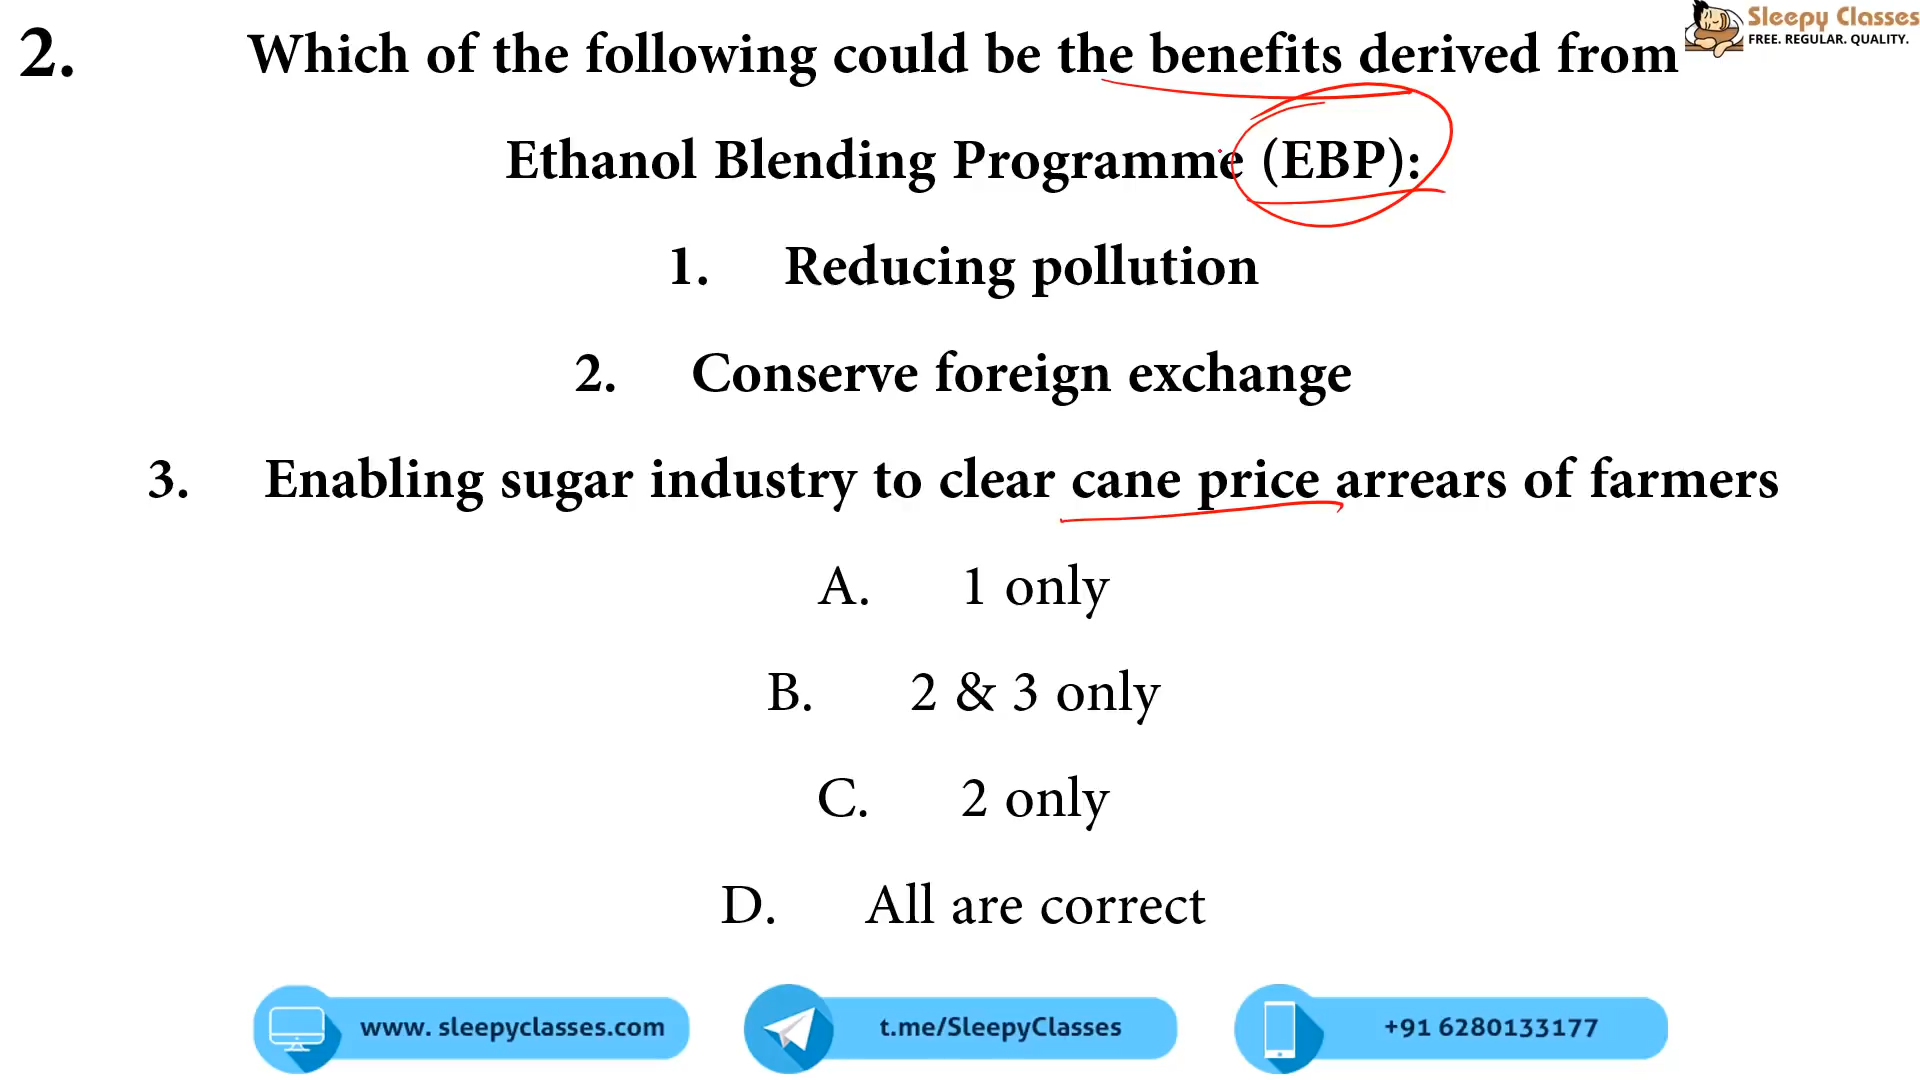 Sleepy Classes
FREE. REGULAR. QUALITY.
2. Which of the following could be the benefits derived from
Ethanol Blending Programme (EBP):
1. Reducing pollution
2. Conserve foreign exchange
3. Enabling sugar industry to clear cane price arrears of farmers
A. 1 only
B. 2 & 3 only
C. 2 only
D. All are correct
www. sleepyclasses.com
t.me/SleepyClasses
+91 6280133177